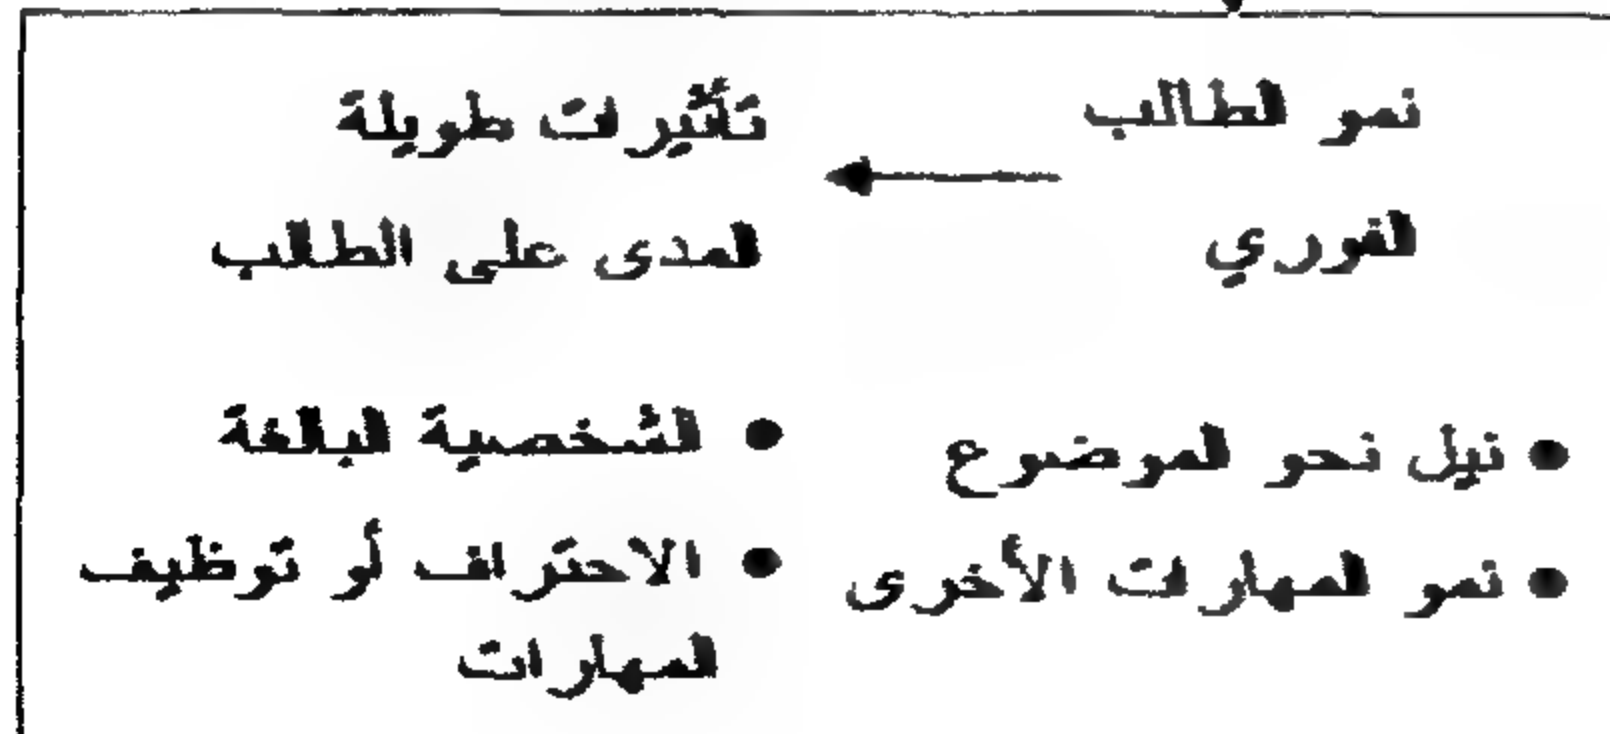 نمو الطالب
الفوري
• نيل نحو الموضوع
• نمو المهارات الأخرى
تأثيرات طويلة
المدى على الطالب
• الشخصية البالغة
• الاحتراف أو توظيف
المهارات